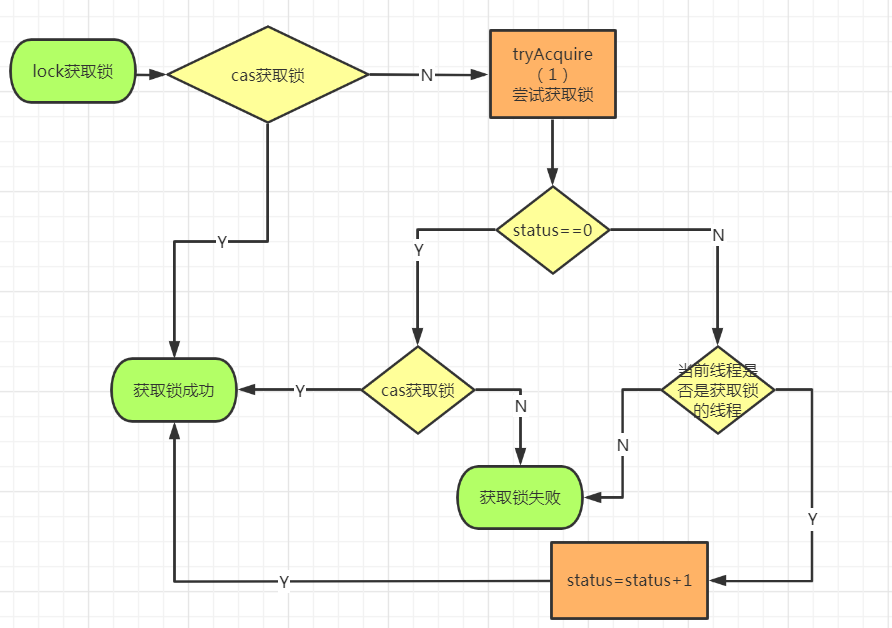 lock获取锁
cas获取锁
N
tryAcquire
（1）
尝试获取锁
status==0
Y
N
Y
获取锁成功
Y
cas获取锁
N
当前线程是
否是获取锁
的线程
N
获取锁失败
Y
status=status+1
Y